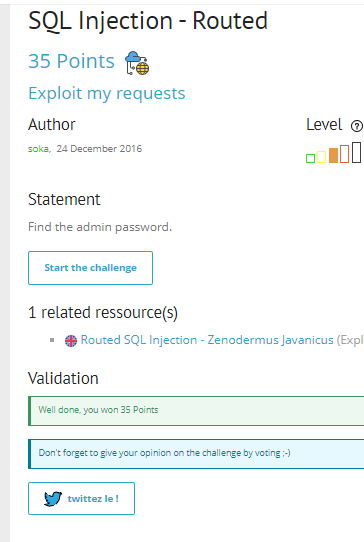 SQL Injection - Routed
35 Points
Exploit my requests
Author
Level ?
soka, 24 December 2016
Statement
Find the admin password.
Start the challenge
1 related ressource(s)
Routed SQL Injection - Zenodermus Javanicus (Expl
Validation
Well done, you won 35 Points
Don't forget to give your opinion on the challenge by voting ;-)
twittez le !